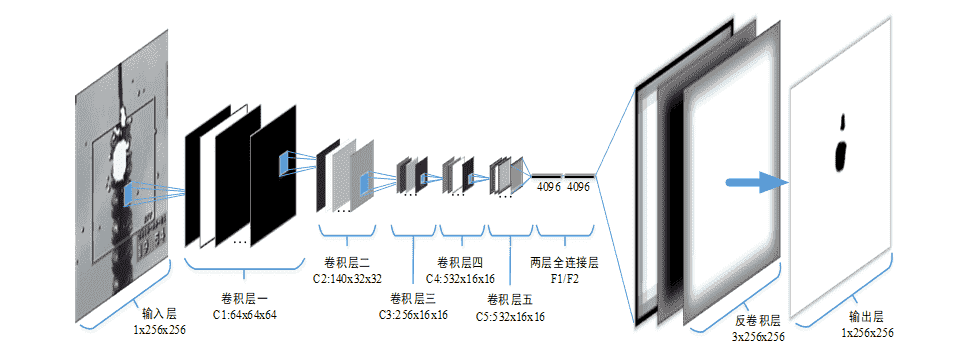 4096
4096
输入层
1x256x256
卷积层一
C1:64x64x64
...
卷积层二
C2:140x32x32
...
卷积层三
C3:256x16x16
...
卷积层四
C4:532x16x16
...
卷积层五
C5:532x16x16
...
两层全连接层
F1/F2
反卷积层
3x256x256
输出层
1x256x256